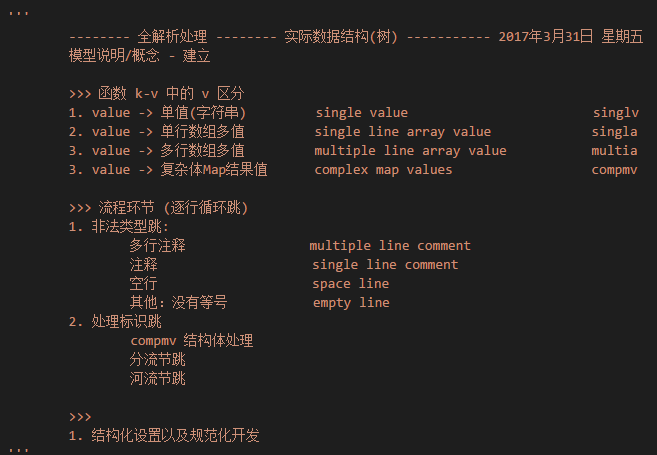 '''
-------- 全解析处理 -------- 实际数据结构(树) ----------- 2017年3月31日 星期五
模型说明/概念 - 建立
>>> 函数 k-v 中的 v 区分
1. value -> 单值(字符串) single value singlv
2. value -> 单行数组多值 single line array value singla
3. value -> 多行数组多值 multiple line array value multia
3. value -> 复杂体Map结果值 complex map values compmv
>>> 流程环节 (逐行循环跳)
1. 非法类型跳:
多行注释 multiple line comment
注释 single line comment
空行 space line
其他: 没有等号 empty line
2. 处理标识跳
compmv 结构体处理
分流节跳
河流节跳
>>>
1. 结构化设置以及规范化开发
'''